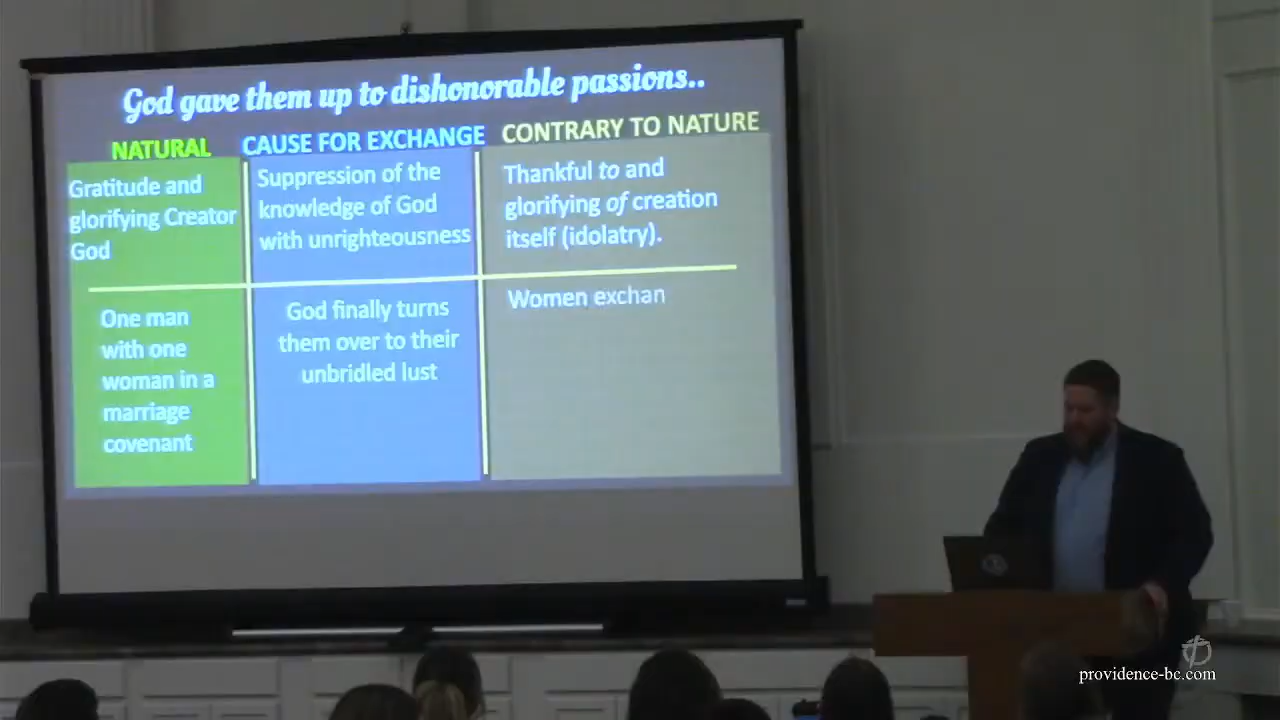 God gave them up to dishonorable passions..
NATURAL
CAUSE FOR EXCHANGE
CONTRARY TO NATURE
Gratitude and
glorifying Creator
God
Suppression of the
knowledge of God
with unrighteousness
Thankful to and
glorifying of creation
itself (idolatry).
One man
with one
woman in a
marriage
covenant
God finally turns
them over to their
unbridled lust
Women exchan
providence-bc.com